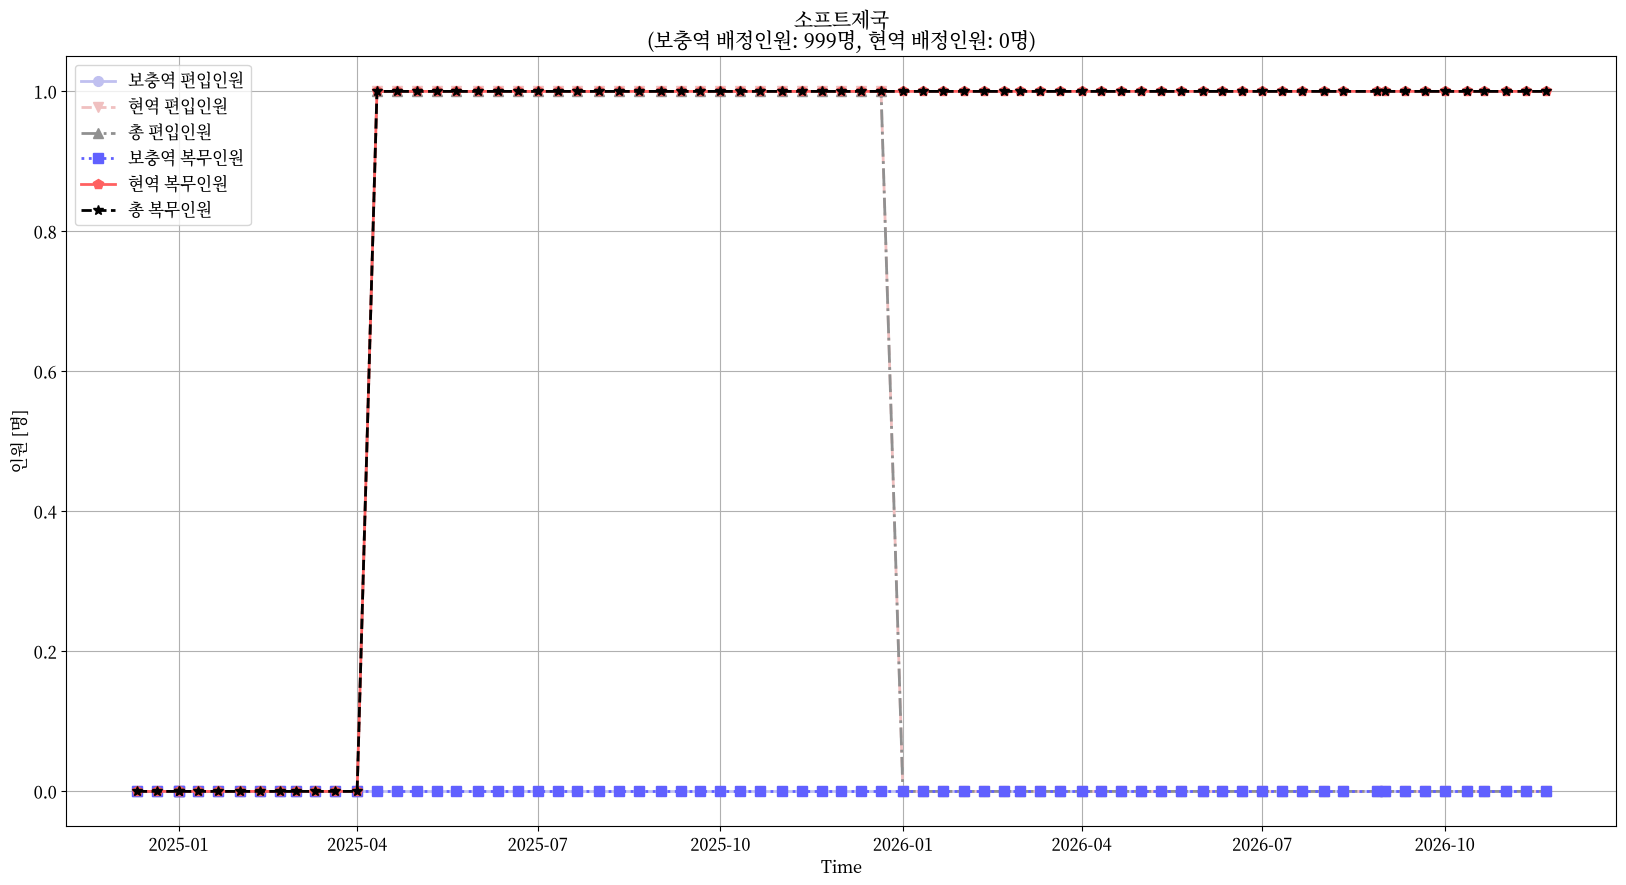 소프트제국
(보충역 배정인원: 999명, 현역 배정인원: 0명)
보충역 편입인원
현역 편입인원
총 편입인원
보충역 복무인원
현역 복무인원
총 복무인원
1.0
0.8
0.6
0.4
0.2
0.0
인원 [명]
2025-01
2025-04
2025-07
2025-10
2026-01
2026-04
2026-07
2026-10
Time